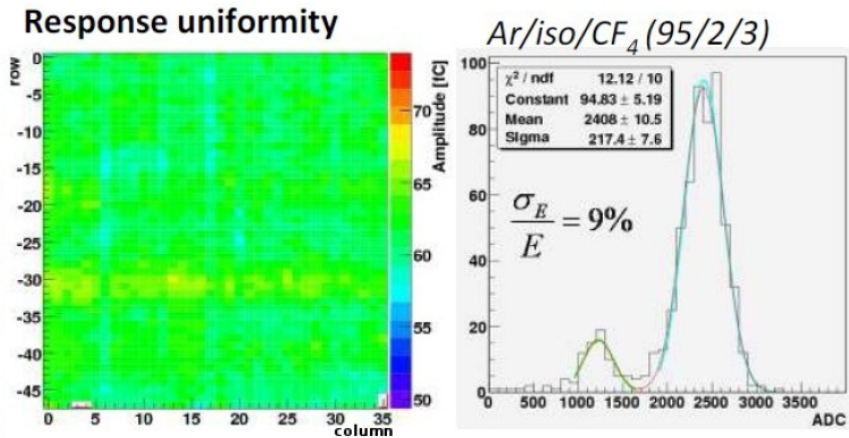 Response uniformity
row
0
-5
-10
-15
-20
-25
-30
-35
-40
-45
0 5 10 15 20 25 30 35
column
Amplitude [fC]
70
65
60
55
50
Ar/iso/CF4 (95/2/3)
χ² / ndf 12.12 / 10
Constant 94.83 ± 5.19
Mean 2408 ± 10.5
Sigma 217.4 ± 7.6
σE/E = 9%
100
80
60
40
20
0
0 500 1000 1500 2000 2500 3000 3500
ADC